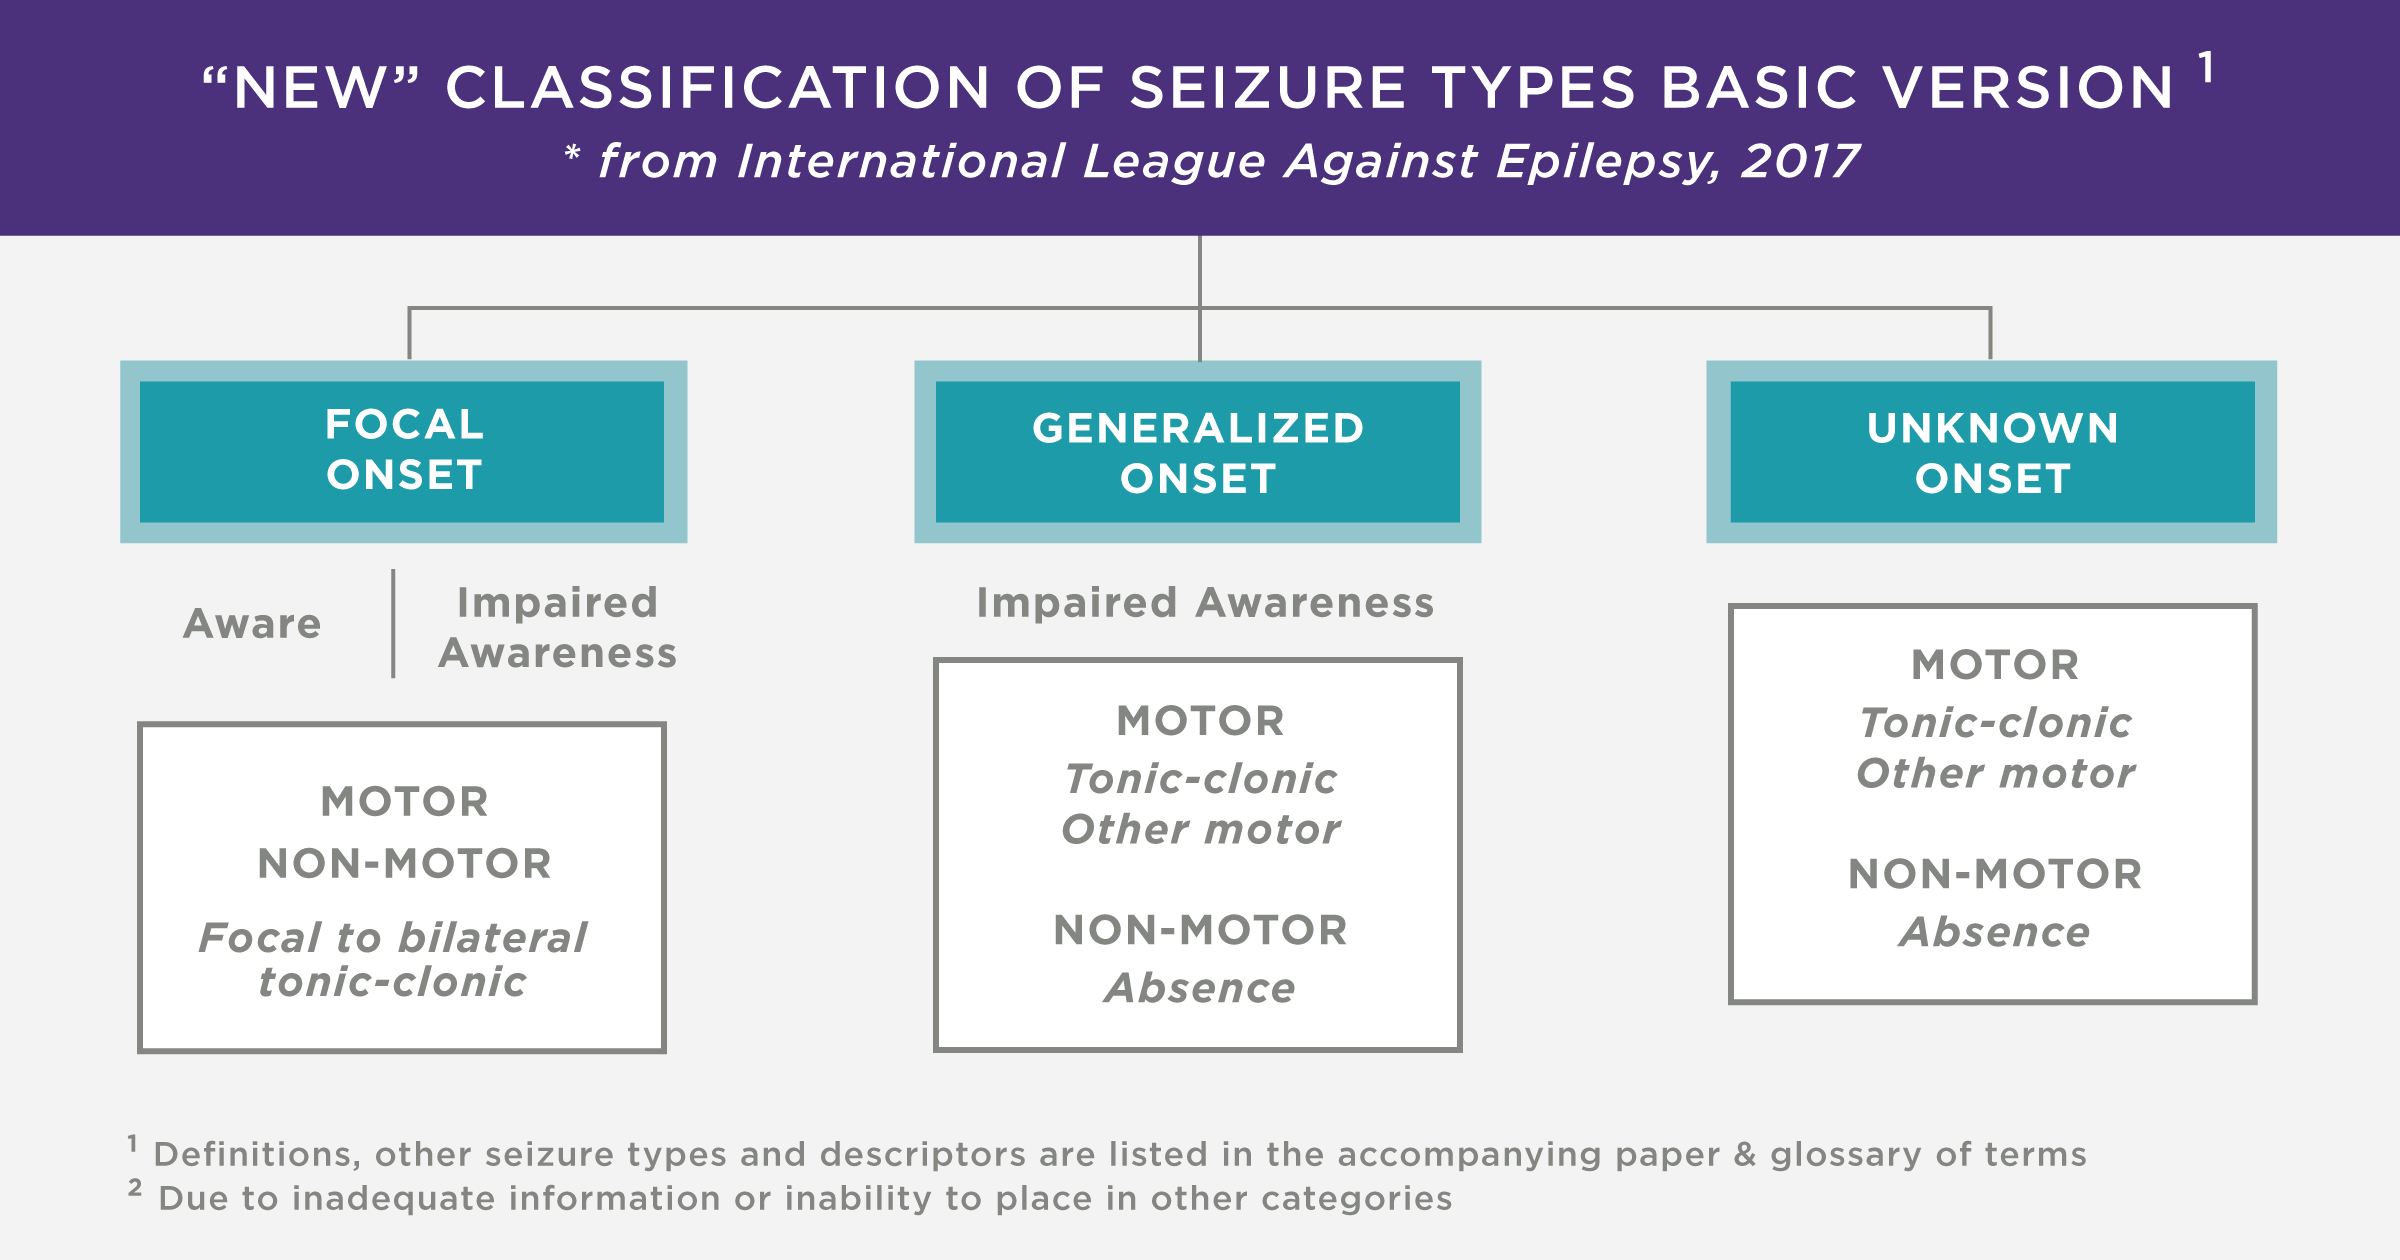 “NEW” CLASSIFICATION OF SEIZURE TYPES BASIC VERSION ¹
* from International League Against Epilepsy, 2017
FOCAL
ONSET
Aware
Impaired
Awareness
MOTOR
NON-MOTOR
Focal to bilateral
tonic-clonic
GENERALIZED
ONSET
Impaired Awareness
MOTOR
Tonic-clonic
Other motor
NON-MOTOR
Absence
UNKNOWN
ONSET
MOTOR
Tonic-clonic
Other motor
NON-MOTOR
Absence
¹ Definitions, other seizure types and descriptors are listed in the accompanying paper & glossary of terms
² Due to inadequate information or inability to place in other categories